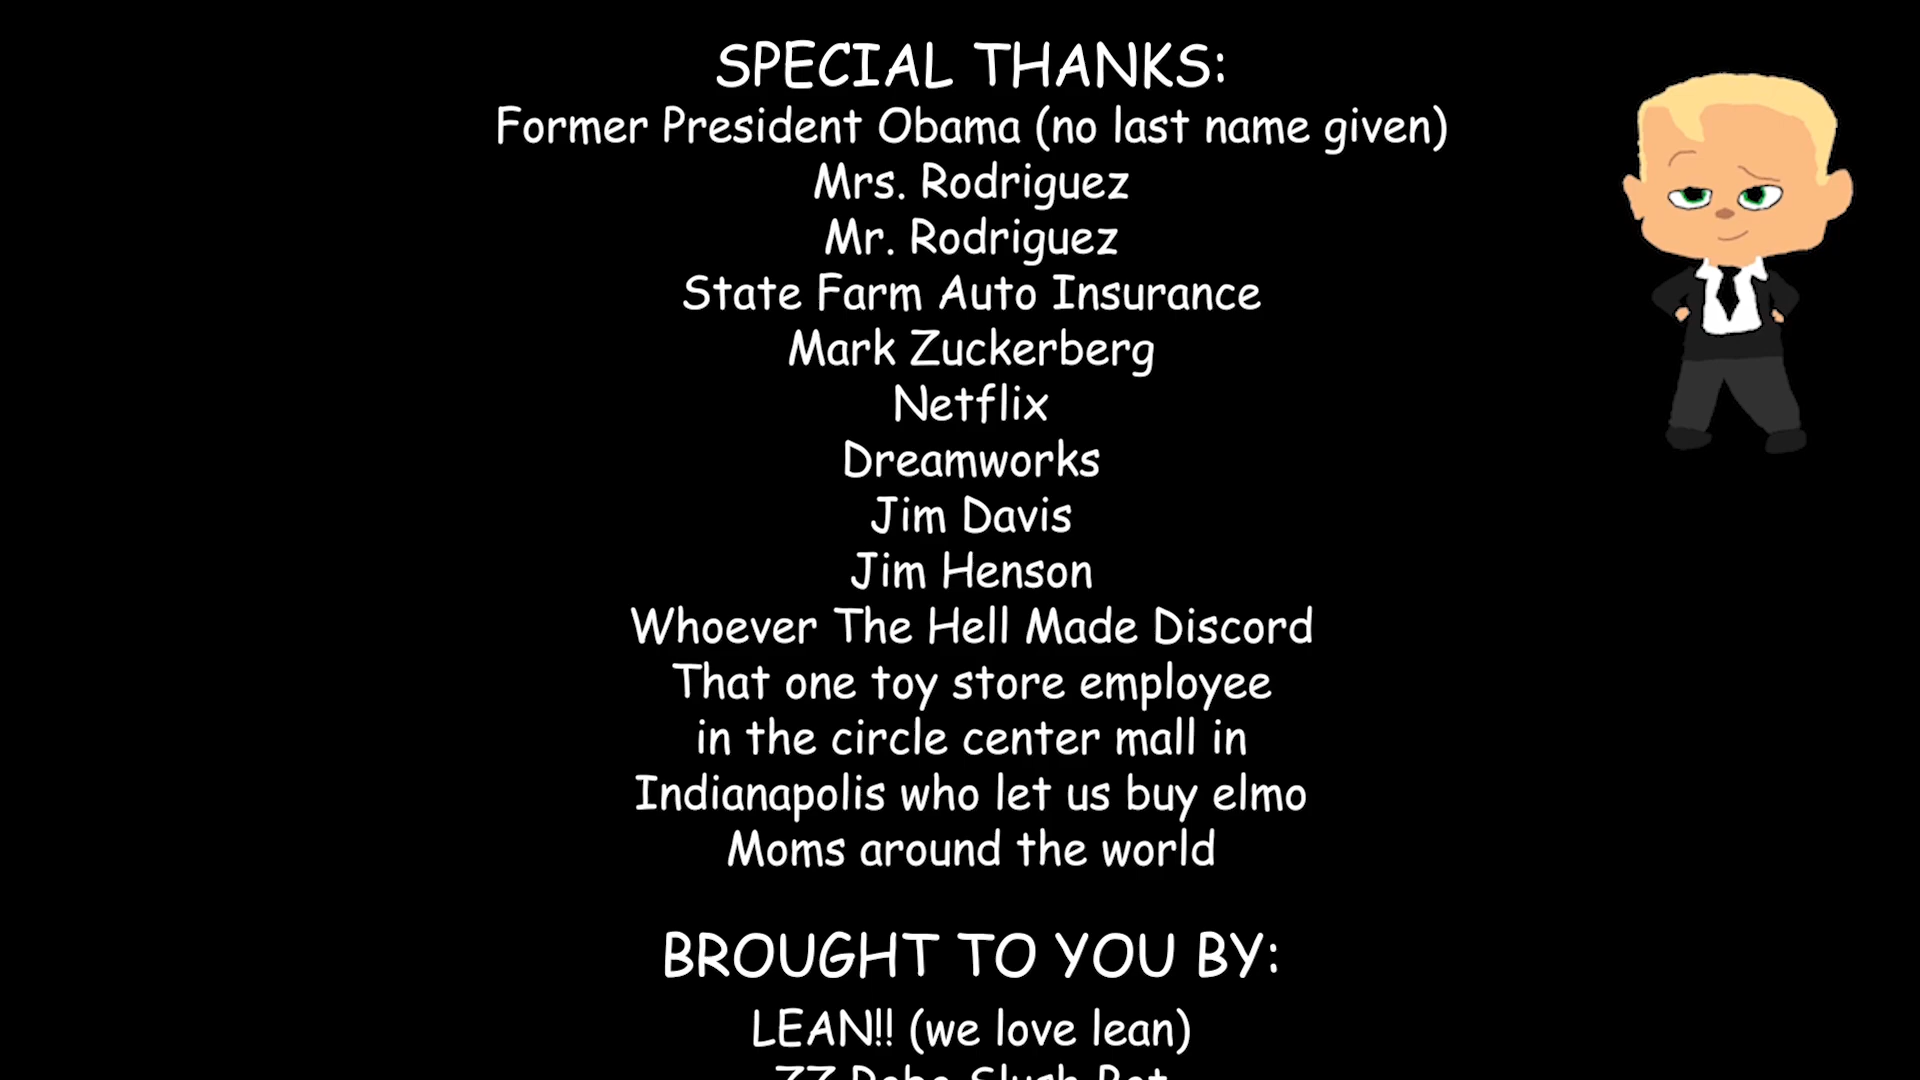 SPECIAL THANKS:
Former President Obama (no last name given)
Mrs. Rodriguez
Mr. Rodriguez
State Farm Auto Insurance
Mark Zuckerberg
Netflix
Dreamworks
Jim Davis
Jim Henson
Whoever The Hell Made Discord
That one toy store employee
in the circle center mall in
Indianapolis who let us buy elmo
Moms around the world
BROUGHT TO YOU BY:
LEAN!! (we love lean)